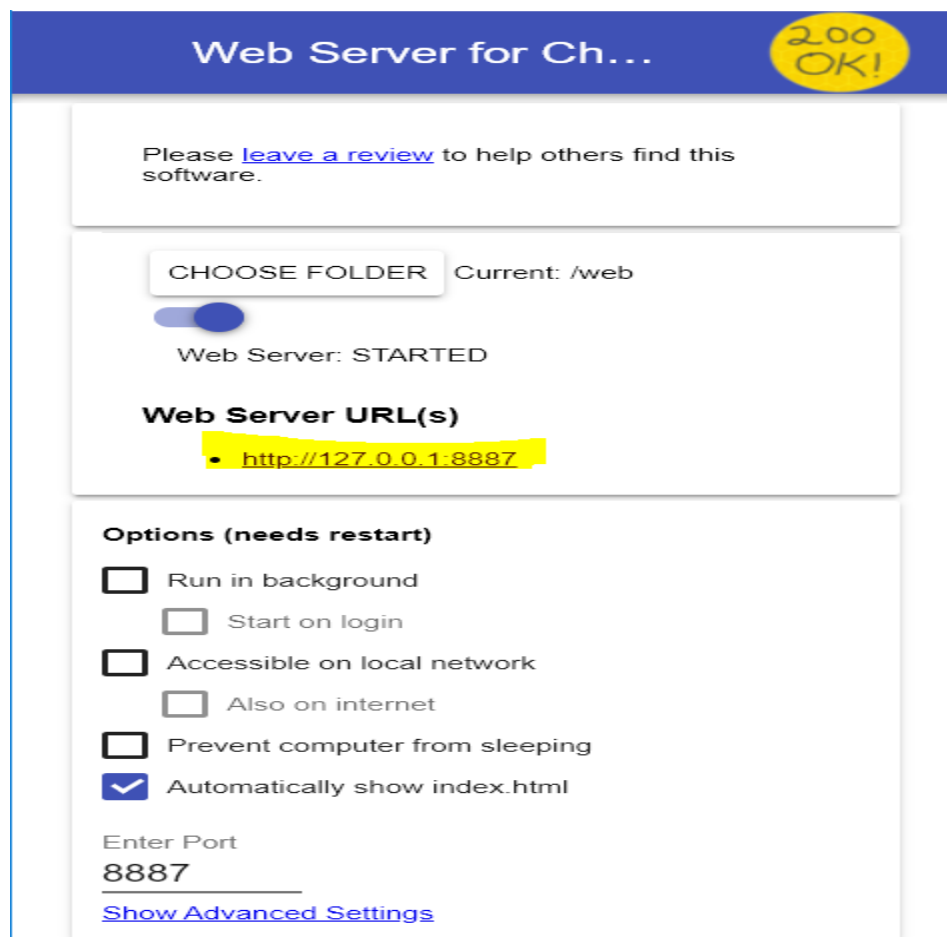 Web Server for Ch...
200
OK!
Please leave a review to help others find this
software.
CHOOSE FOLDER Current: /web
Web Server: STARTED
Web Server URL(s)
http://127.0.0.1:8887
Options (needs restart)
Run in background
Start on login
Accessible on local network
Also on internet
Prevent computer from sleeping
Automatically show index.html
Enter Port
8887
Show Advanced Settings